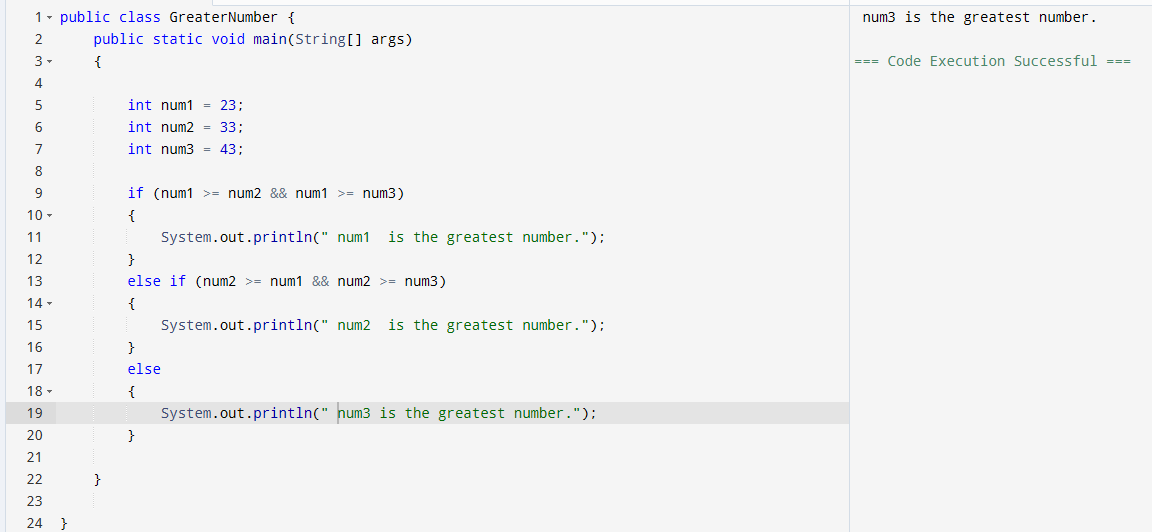 1 public class GreaterNumber {
2     public static void main(String[] args)
3     {
4
5         int num1 = 23;
6         int num2 = 33;
7         int num3 = 43;
8
9         if (num1 >= num2 && num1 >= num3)
10         {
11             System.out.println(" num1  is the greatest number.");
12         }
13         else if (num2 >= num1 && num2 >= num3)
14         {
15             System.out.println(" num2  is the greatest number.");
16         }
17         else
18         {
19             System.out.println(" num3 is the greatest number.");
20         }
21
22     }
23
24 }
num3 is the greatest number.
=== Code Execution Successful ===